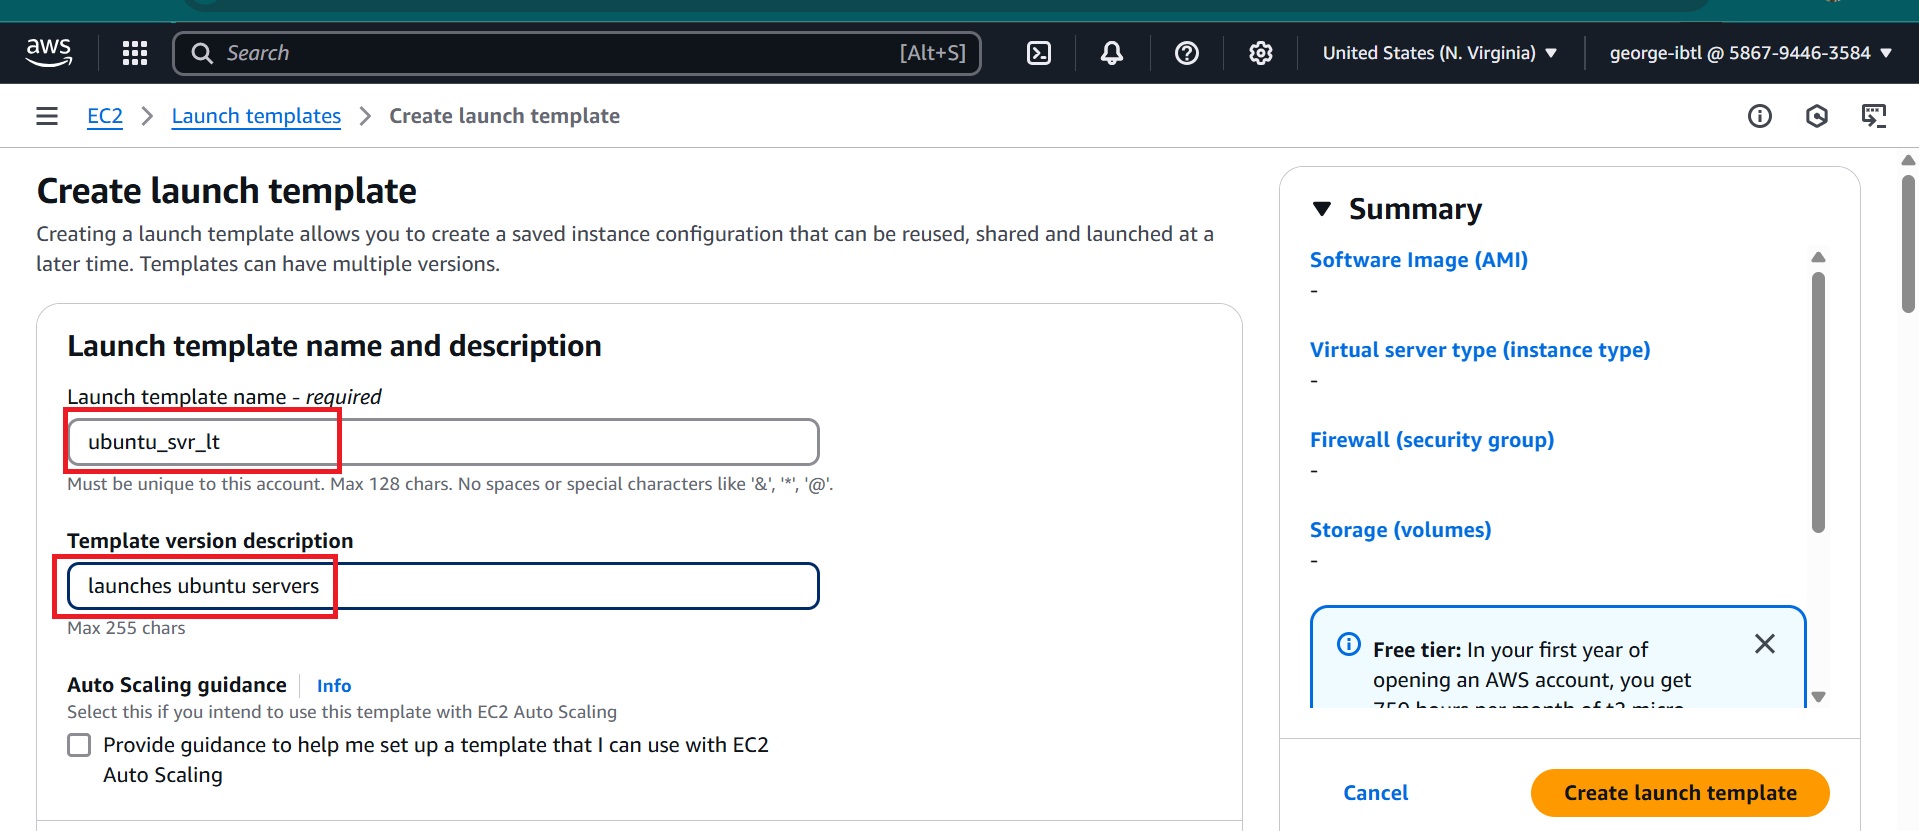 aws
Search
[Alt+S]
United States (N. Virginia)
george-ibtl @ 5867-9446-3584
EC2
Launch templates
Create launch template
Create launch template
Creating a launch template allows you to create a saved instance configuration that can be reused, shared and launched at a
later time. Templates can have multiple versions.
Launch template name and description
Launch template name - required
ubuntu_svr_lt
Must be unique to this account. Max 128 chars. No spaces or special characters like '&', '*', '@'.
Template version description
launches ubuntu servers
Max 255 chars
Auto Scaling guidance
Info
Select this if you intend to use this template with EC2 Auto Scaling
Provide guidance to help me set up a template that I can use with EC2
Auto Scaling
Summary
Software Image (AMI)
-
Virtual server type (instance type)
-
Firewall (security group)
-
Storage (volumes)
-
Free tier: In your first year of
opening an AWS account, you get
750 hours per month of t2.micro
Cancel
Create launch template